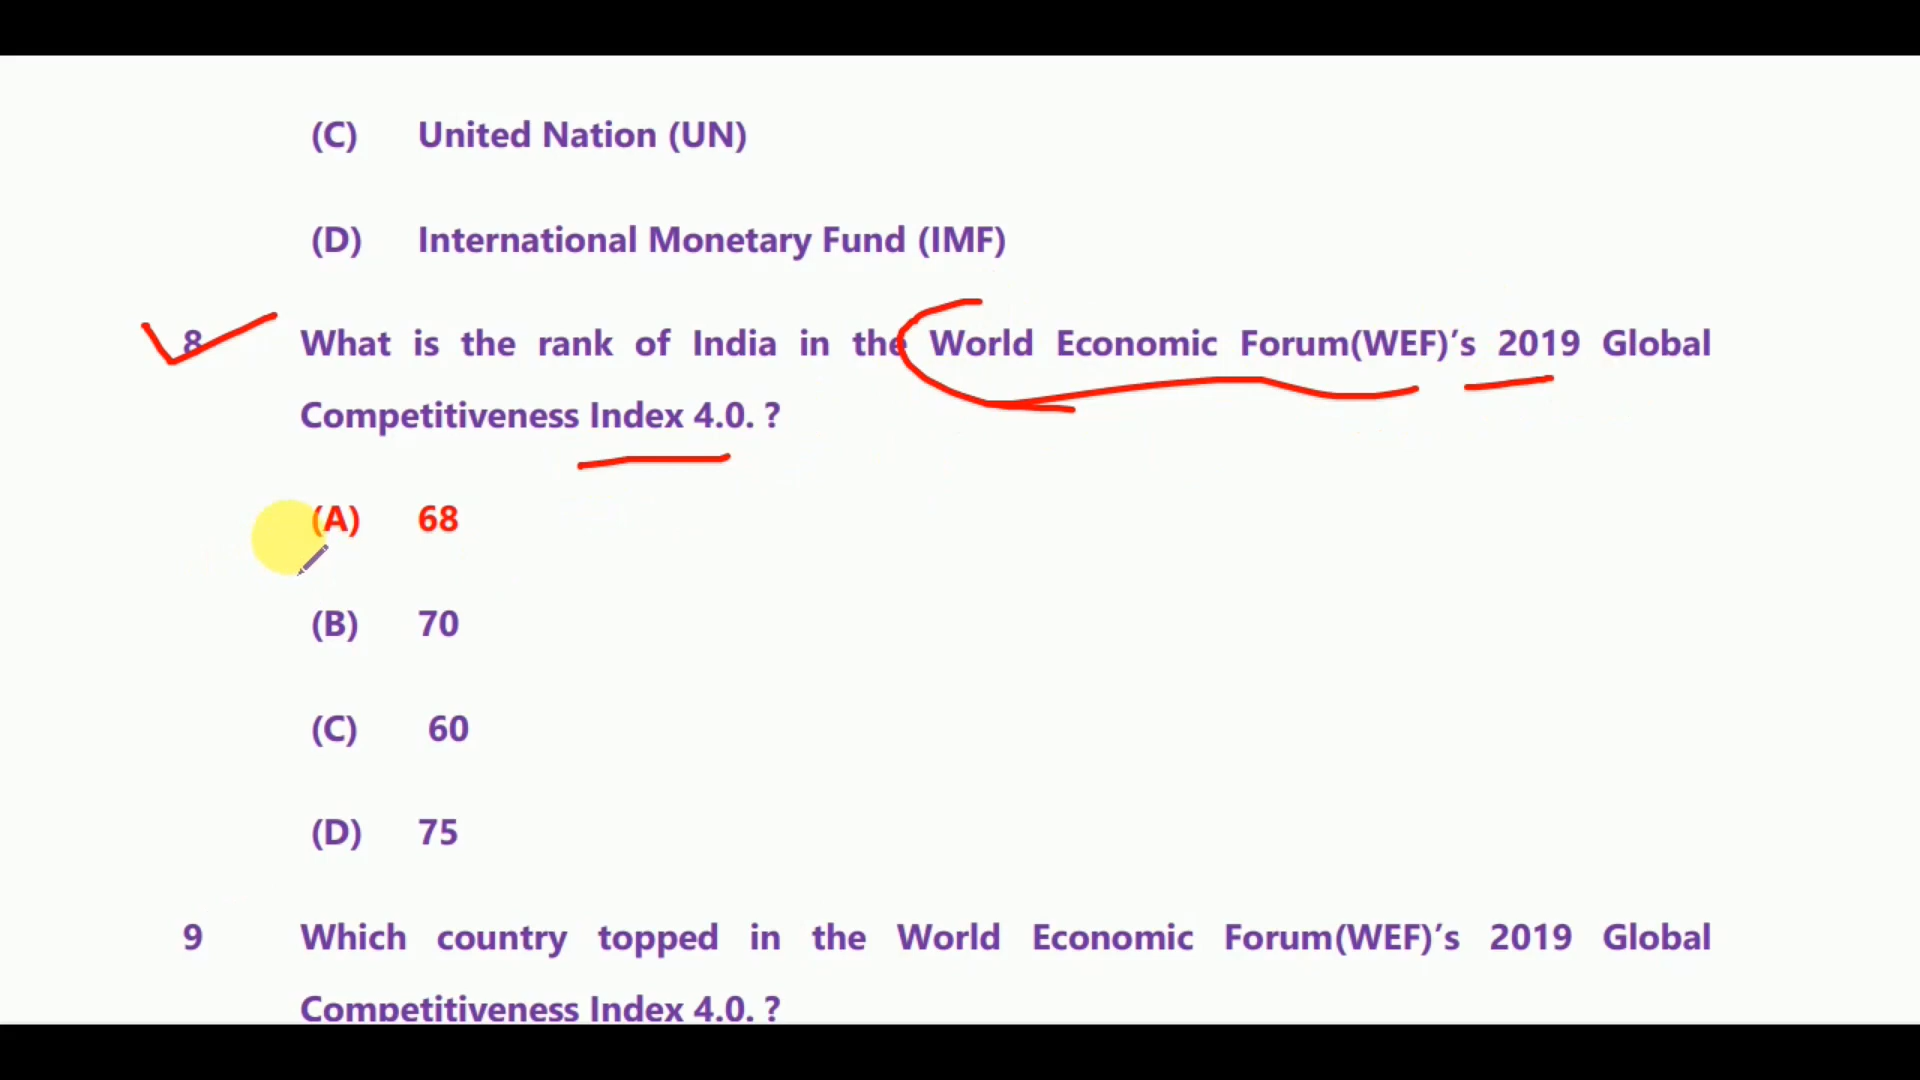 (C) United Nation (UN)
(D) International Monetary Fund (IMF)
8 What is the rank of India in the World Economic Forum(WEF)’s 2019 Global
Competitiveness Index 4.0. ?
(A) 68
(B) 70
(C) 60
(D) 75
9 Which country topped in the World Economic Forum(WEF)’s 2019 Global
Competitiveness Index 4.0. ?